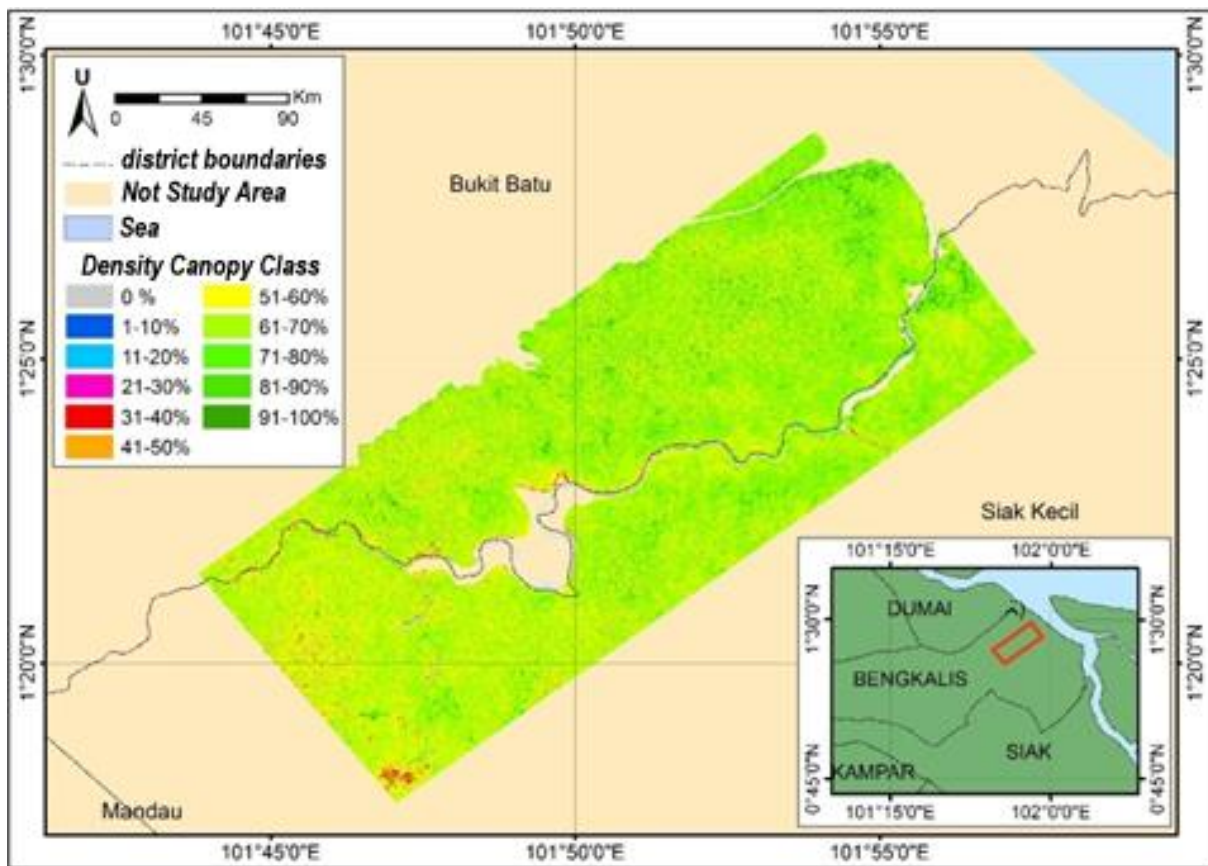 101°45'0"E 101°50'0"E 101°55'0"E
1°30'0"N
1°30'0"N
U
Km
0 45 90
district boundaries
Not Study Area
Sea
Density Canopy Class
0 %
1-10%
11-20%
21-30%
31-40%
41-50%
51-60%
61-70%
71-80%
81-90%
91-100%
Bukit Batu
1°25'0"N
1°25'0"N
Siak Kecil
1°20'0"N
1°20'0"N
Mandau
101°15'0"E 102°0'0"E
1°30'0"N
1°30'0"N
DUMAI
BENGKALIS
SIAK
KAMPAR
0°45'0"N
0°45'0"N
101°15'0"E 102°0'0"E
101°45'0"E 101°50'0"E 101°55'0"E